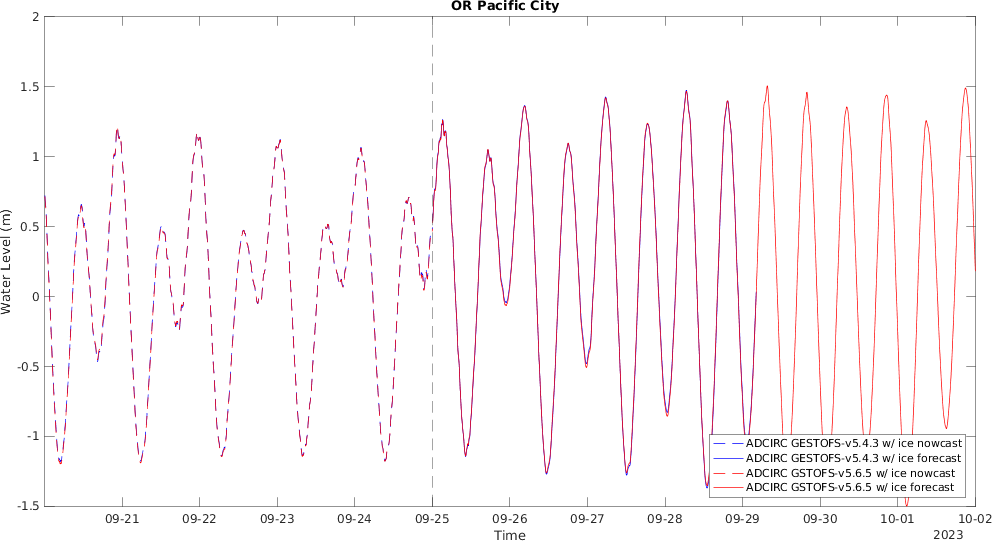 OR Pacific City
2
1.5
1
0.5
0
-0.5
-1
-1.5
Water Level (m)
ADCIRC GESTOFS-v5.4.3 w/ ice nowcast
ADCIRC GESTOFS-v5.4.3 w/ ice forecast
ADCIRC GSTOFS-v5.6.5 w/ ice nowcast
ADCIRC GSTOFS-v5.6.5 w/ ice forecast
09-21 09-22 09-23 09-24 09-25 09-26 09-27 09-28 09-29 09-30 10-01 10-02
Time 2023